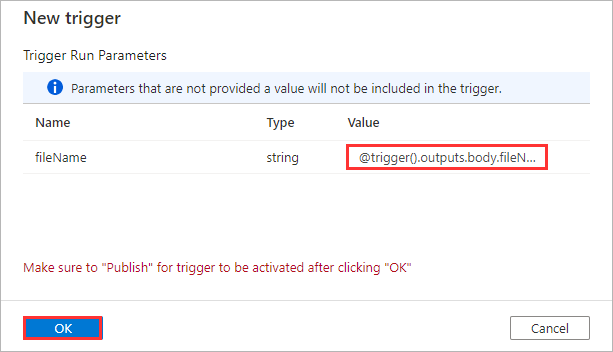 New trigger
Trigger Run Parameters
Parameters that are not provided a value will not be included in the trigger.
Name Type Value
fileName string @trigger().outputs.body.fileN...
Make sure to "Publish" for trigger to be activated after clicking "OK"
OK Cancel